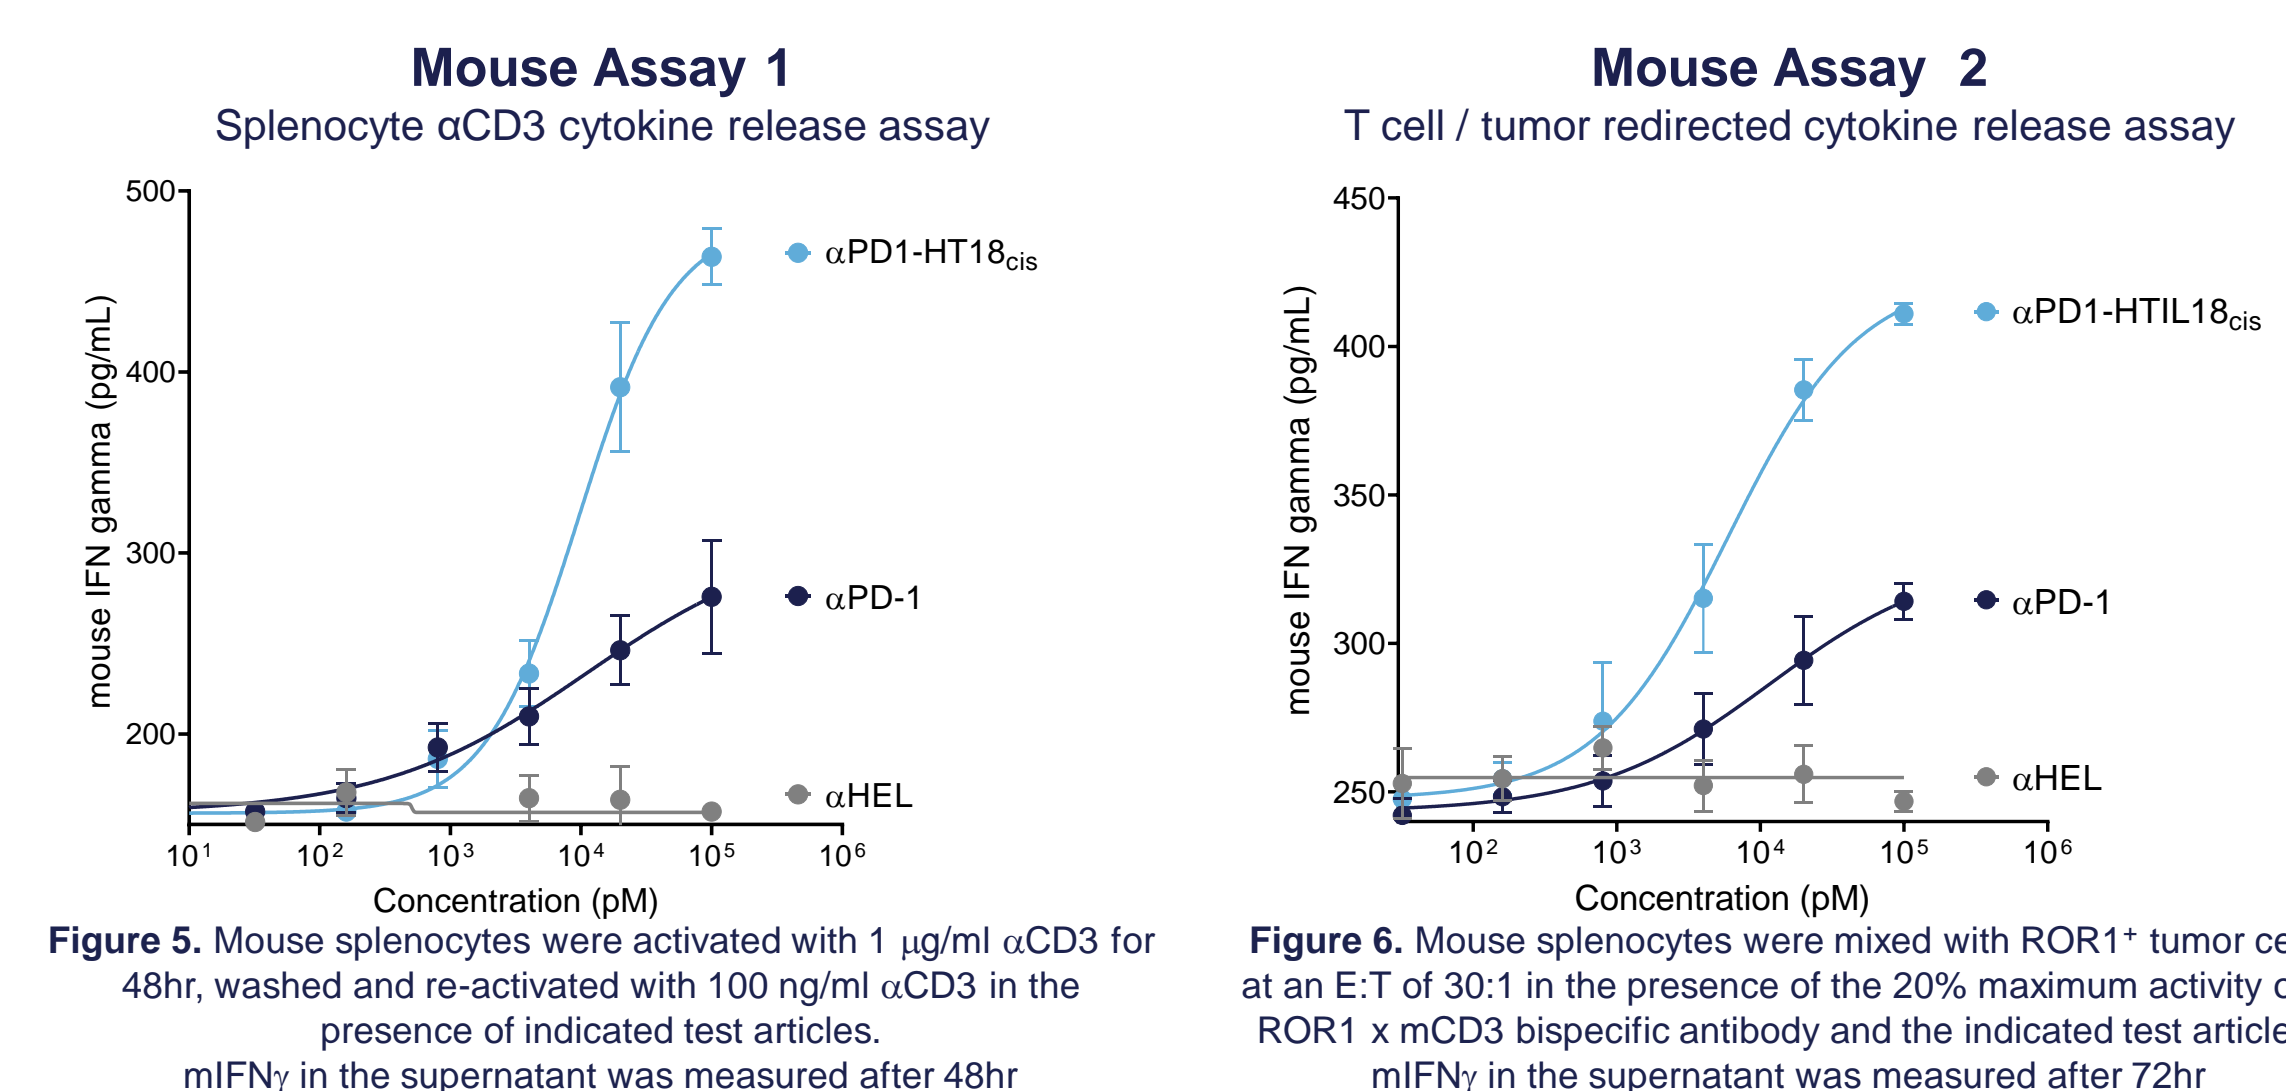 Mouse Assay 1
Splenocyte αCD3 cytokine release assay
500
400
300
200
mouse IFN gamma (pg/mL)
αPD1-HT18cis
αPD-1
αHEL
10¹ 10² 10³ 10⁴ 10⁵ 10⁶
Concentration (pM)
Figure 5. Mouse splenocytes were activated with 1 μg/ml αCD3 for
48hr, washed and re-activated with 100 ng/ml αCD3 in the
presence of indicated test articles.
mIFNγ in the supernatant was measured after 48hr
Mouse Assay 2
T cell / tumor redirected cytokine release assay
450
400
350
300
250
mouse IFN gamma (pg/mL)
αPD1-HTIL18cis
αPD-1
αHEL
10² 10³ 10⁴ 10⁵ 10⁶
Concentration (pM)
Figure 6. Mouse splenocytes were mixed with ROR1⁺ tumor
at an E:T of 30:1 in the presence of the 20% maximum activity
ROR1 x mCD3 bispecific antibody and the indicated test
mIFNγ in the supernatant was measured after 72hr